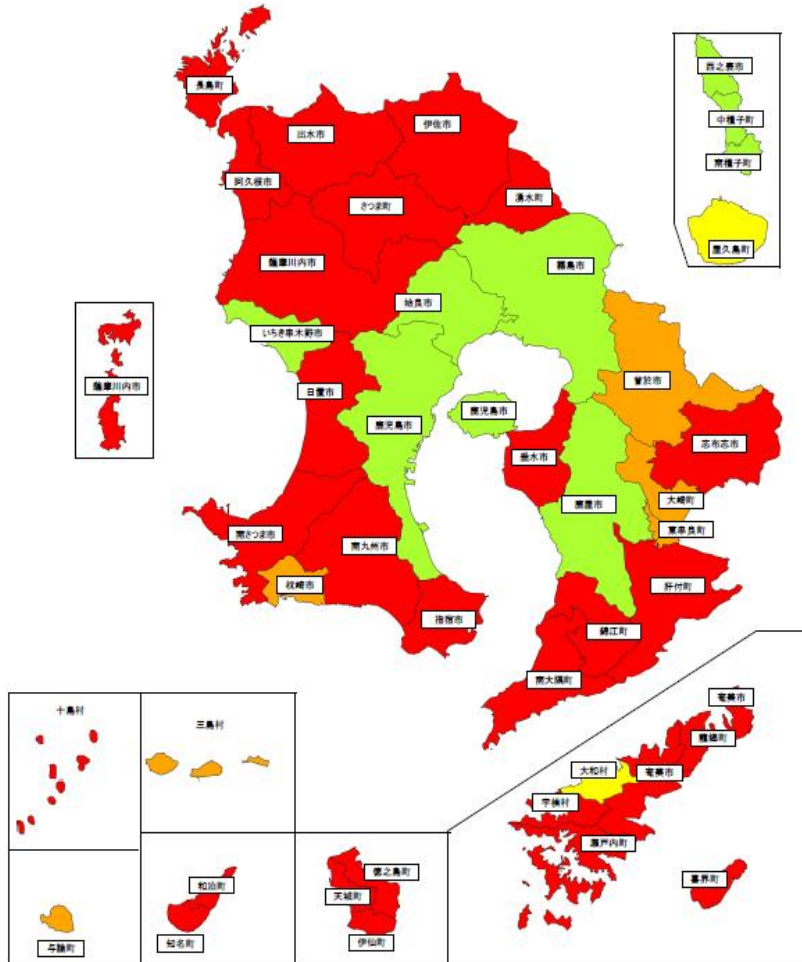 長島町
西之表市
中種子町
南種子町
屋久島町
出水市
伊佐市
阿久根市
さつま町
湧水町
薩摩川内市
霧島市
姶良市
いちき串木野市
薩摩川内市
日置市
鹿児島市
鹿児島市
曽於市
志布志市
垂水市
鹿屋市
大崎町
東串良町
南さつま市
南九州市
枕崎市
指宿市
肝付町
錦江町
南大隅町
十島村
三島村
奄美市
龍郷町
大和村
奄美市
宇検村
瀬戸内町
喜界町
和泊町
知名町
徳之島町
天城町
伊仙町
与論町